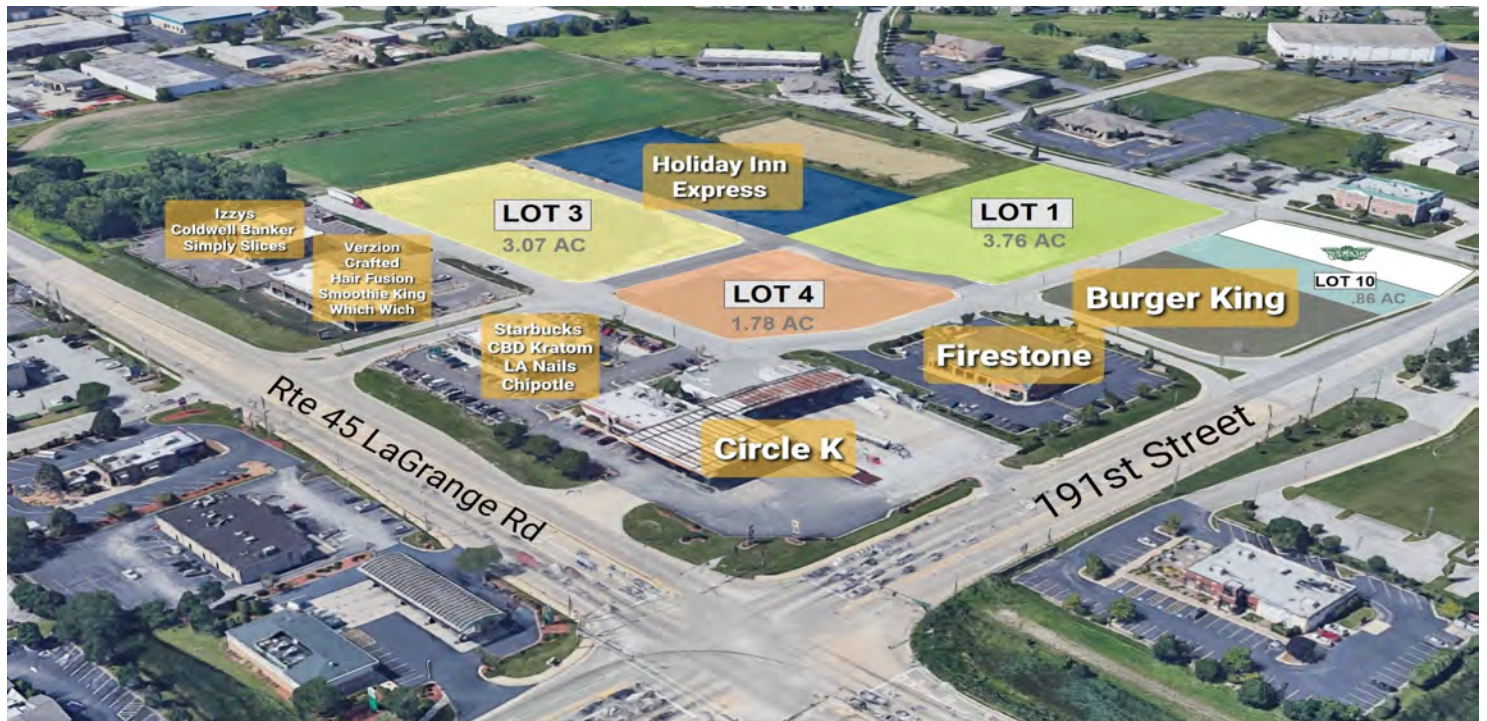 Holiday Inn
Express
LOT 3
3.07 AC
LOT 1
3.76 AC
Izzys
Coldwell Banker
Simply Slices
Verzion
Crafted
Hair Fusion
Smoothie King
Which Wich
LOT 4
1.78 AC
LOT 10
.86 AC
Burger King
Starbucks
CBD Kratom
LA Nails
Chipotle
Firestone
Circle K
Rte 45 LaGrange Rd
191st Street